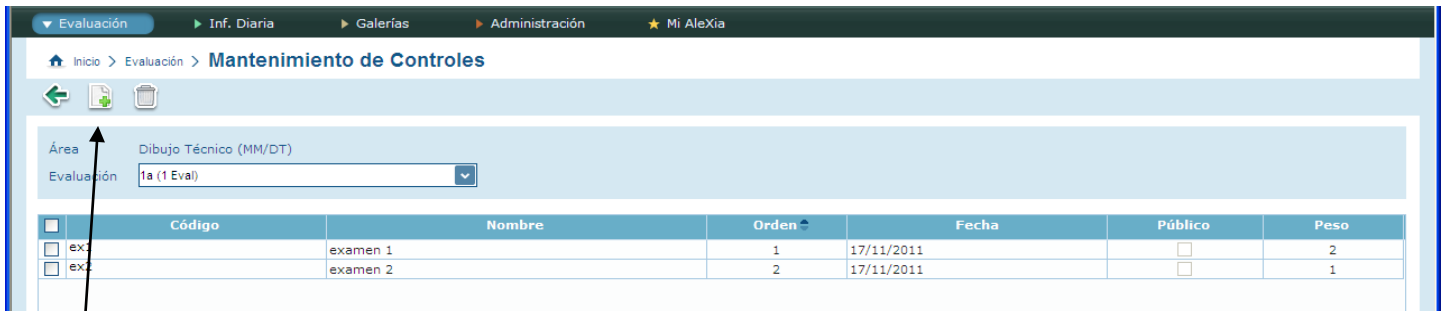 Evaluación Inf. Diaria Galerías Administración Mi AleXia
Inicio > Evaluación > Mantenimiento de Controles
Área Dibujo Técnico (MM/DT)
Evaluación 1a (1 Eval)
Código Nombre Orden Fecha Público Peso
ex1 examen 1 1 17/11/2011 2
ex2 examen 2 2 17/11/2011 1